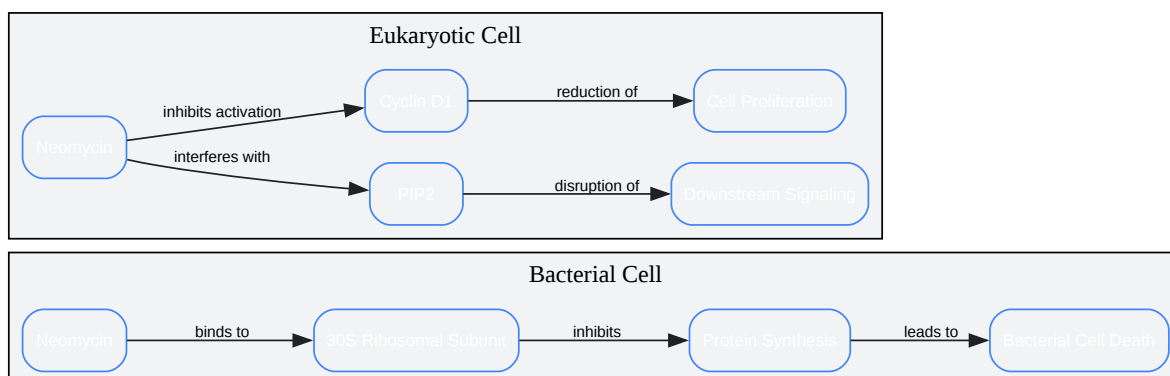 Eukaryotic Cell
Neomycin
inhibits activation
Cyclin D1
reduction of
Cell Proliferation
interferes with
PIP2
disruption of
Downstream Signaling
Bacterial Cell
Neomycin
binds to
30S Ribosomal Subunit
inhibits
Protein Synthesis
leads to
Bacterial Cell Death